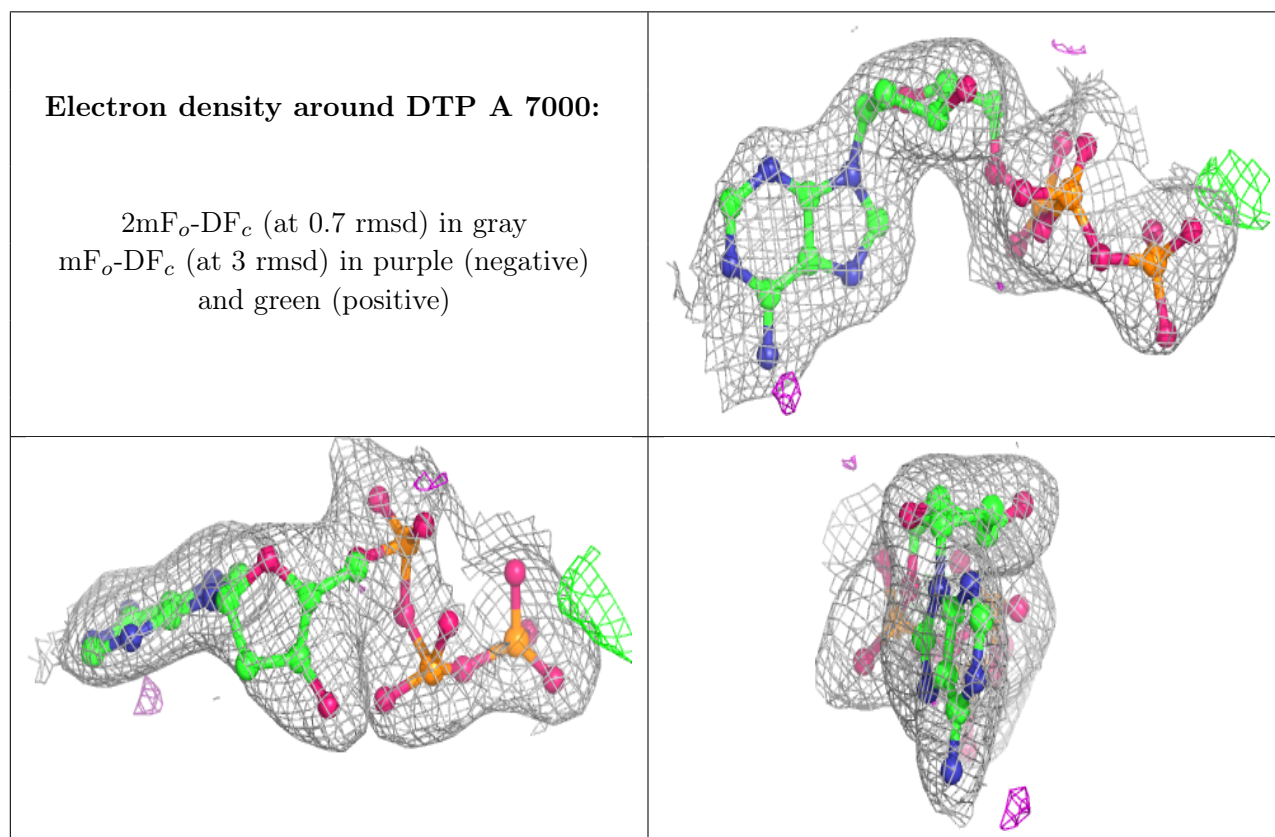 Electron density around DTP A 7000:
2mFo-DFc (at 0.7 rmsd) in gray
mFo-DFc (at 3 rmsd) in purple (negative)
and green (positive)